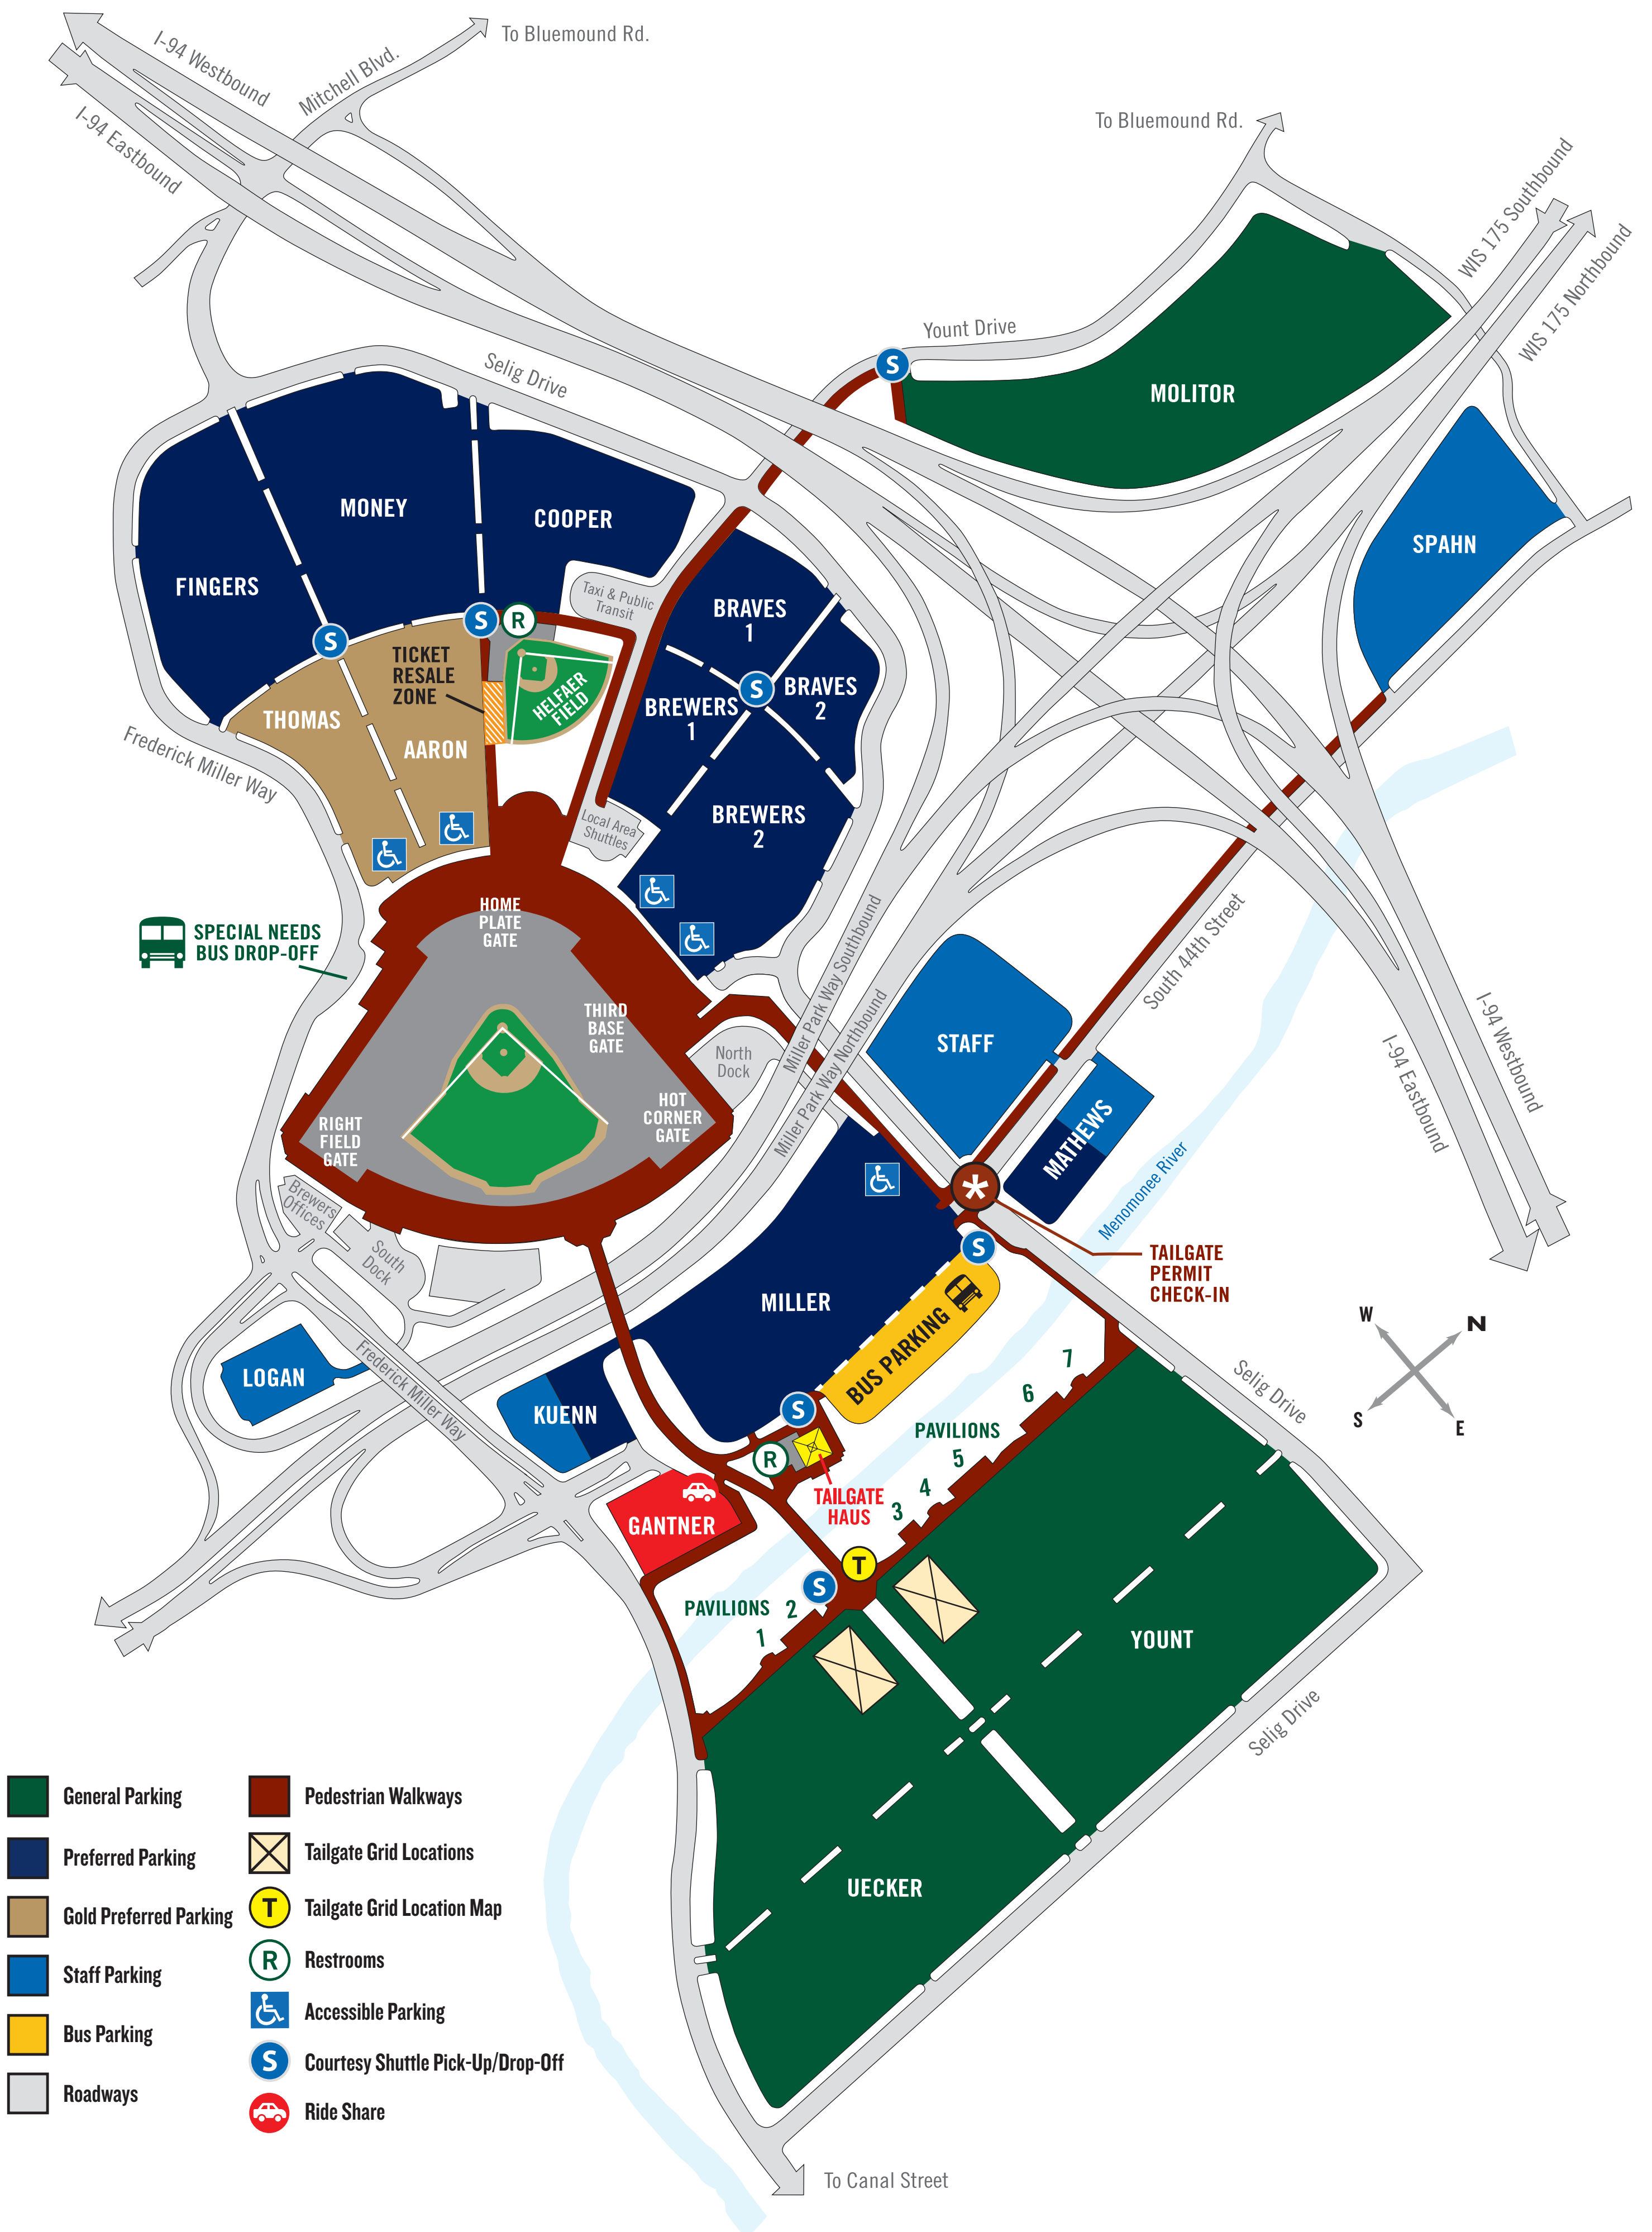 To Bluemound Rd.
I-94 Westbound
Mitchell Blvd.
I-94 Eastbound
To Bluemound Rd.
WIS 175 Southbound
WIS 175 Northbound
Yount Drive
S
Selig Drive
MOLITOR
MONEY
COOPER
SPAHN
FINGERS
Taxi & Public
Transit
BRAVES
1
S
R
S
TICKET
RESALE
ZONE
HELFAER
FIELD
S
BRAVES
2
BREWERS
1
THOMAS
AARON
Frederick Miller Way
BREWERS
2
Local Area
Shuttles
SPECIAL NEEDS
BUS DROP-OFF
HOME
PLATE
GATE
Miller Park Way Southbound
Miller Park Way Northbound
South 44th Street
THIRD
BASE
GATE
STAFF
North
Dock
I-94 Westbound
I-94 Eastbound
HOT
CORNER
GATE
RIGHT
FIELD
GATE
MATHEWS
Menomonee River
*
Brewers
Offices
South
Dock
S
TAILGATE
PERMIT
CHECK-IN
MILLER
BUS PARKING
W
N
S
E
LOGAN
Frederick Miller Way
KUENN
7
6
Selig Drive
S
PAVILIONS
5
R
4
3
TAILGATE
HAUS
GANTNER
T
S
PAVILIONS
2
1
YOUNT
Selig Drive
UECKER
General Parking
Preferred Parking
Gold Preferred Parking
Staff Parking
Bus Parking
Roadways
Pedestrian Walkways
Tailgate Grid Locations
T
Tailgate Grid Location Map
R
Restrooms
Accessible Parking
S
Courtesy Shuttle Pick-Up/Drop-Off
Ride Share
To Canal Street